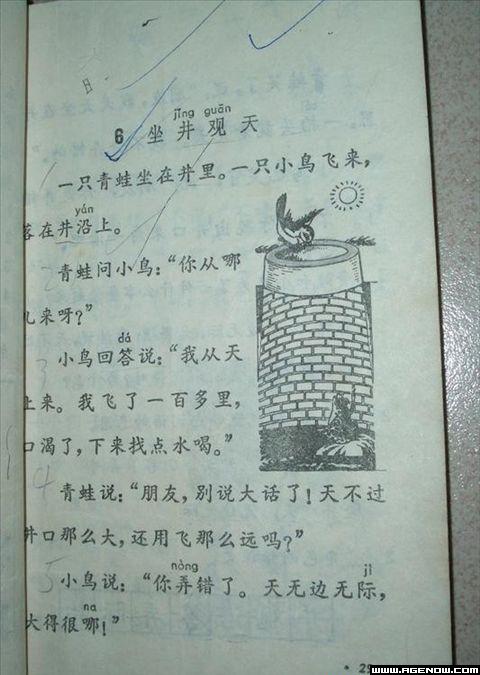 jǐng guān
6 坐井观天
一只青蛙坐在井里。一只小鸟飞来,
yán
落在井沿上。
青蛙问小鸟:“你从哪
儿来呀?”
dá
小鸟回答说:“我从天
上来。我飞了一百多里,
口渴了,下来找点水喝。”
青蛙说:“朋友,别说大话了!天不过
井口那么大,还用飞那么远吗?”
nòng jì
小鸟说:“你弄错了。天无边无际,
na
大得很哪!”
www.AGENOW.com